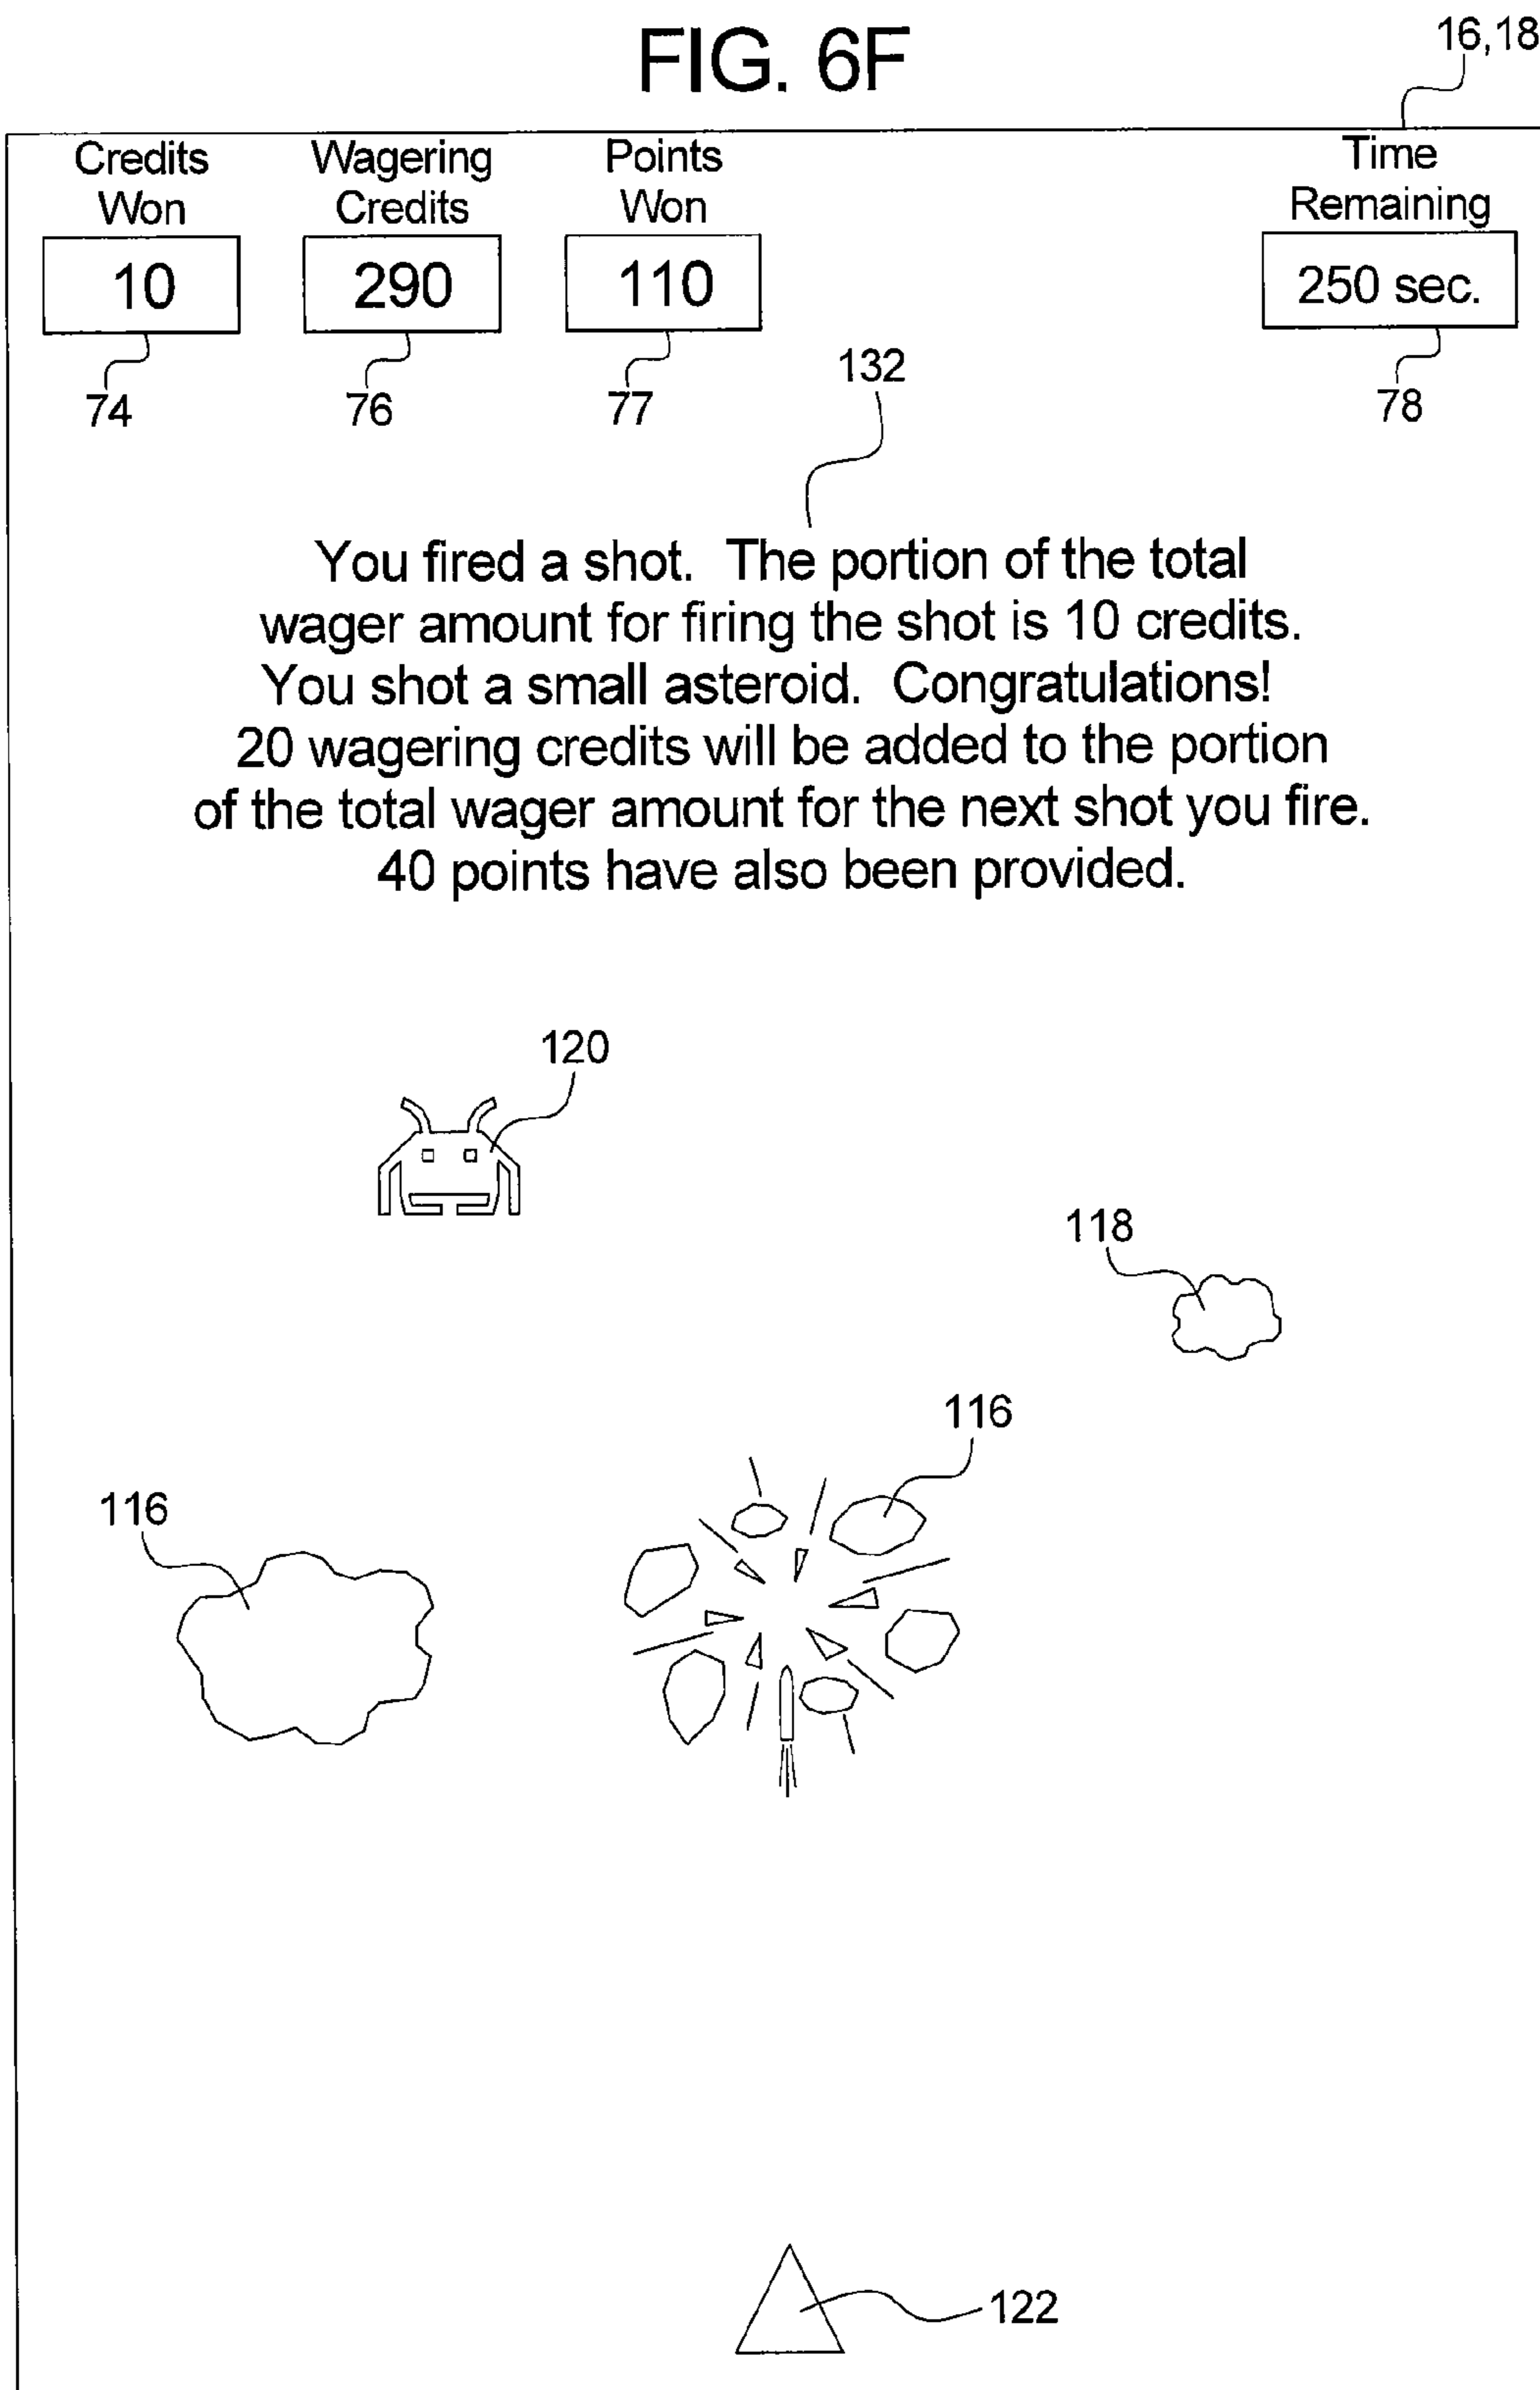 FIG. 6F
16,18
Credits Won
Wagering Credits
Points Won
Time Remaining
10
290
110
250 sec.
74
76
77
132
78
You fired a shot. The portion of the total
wager amount for firing the shot is 10 credits.
You shot a small asteroid. Congratulations!
20 wagering credits will be added to the portion
of the total wager amount for the next shot you fire.
40 points have also been provided.
120
118
116
116
122